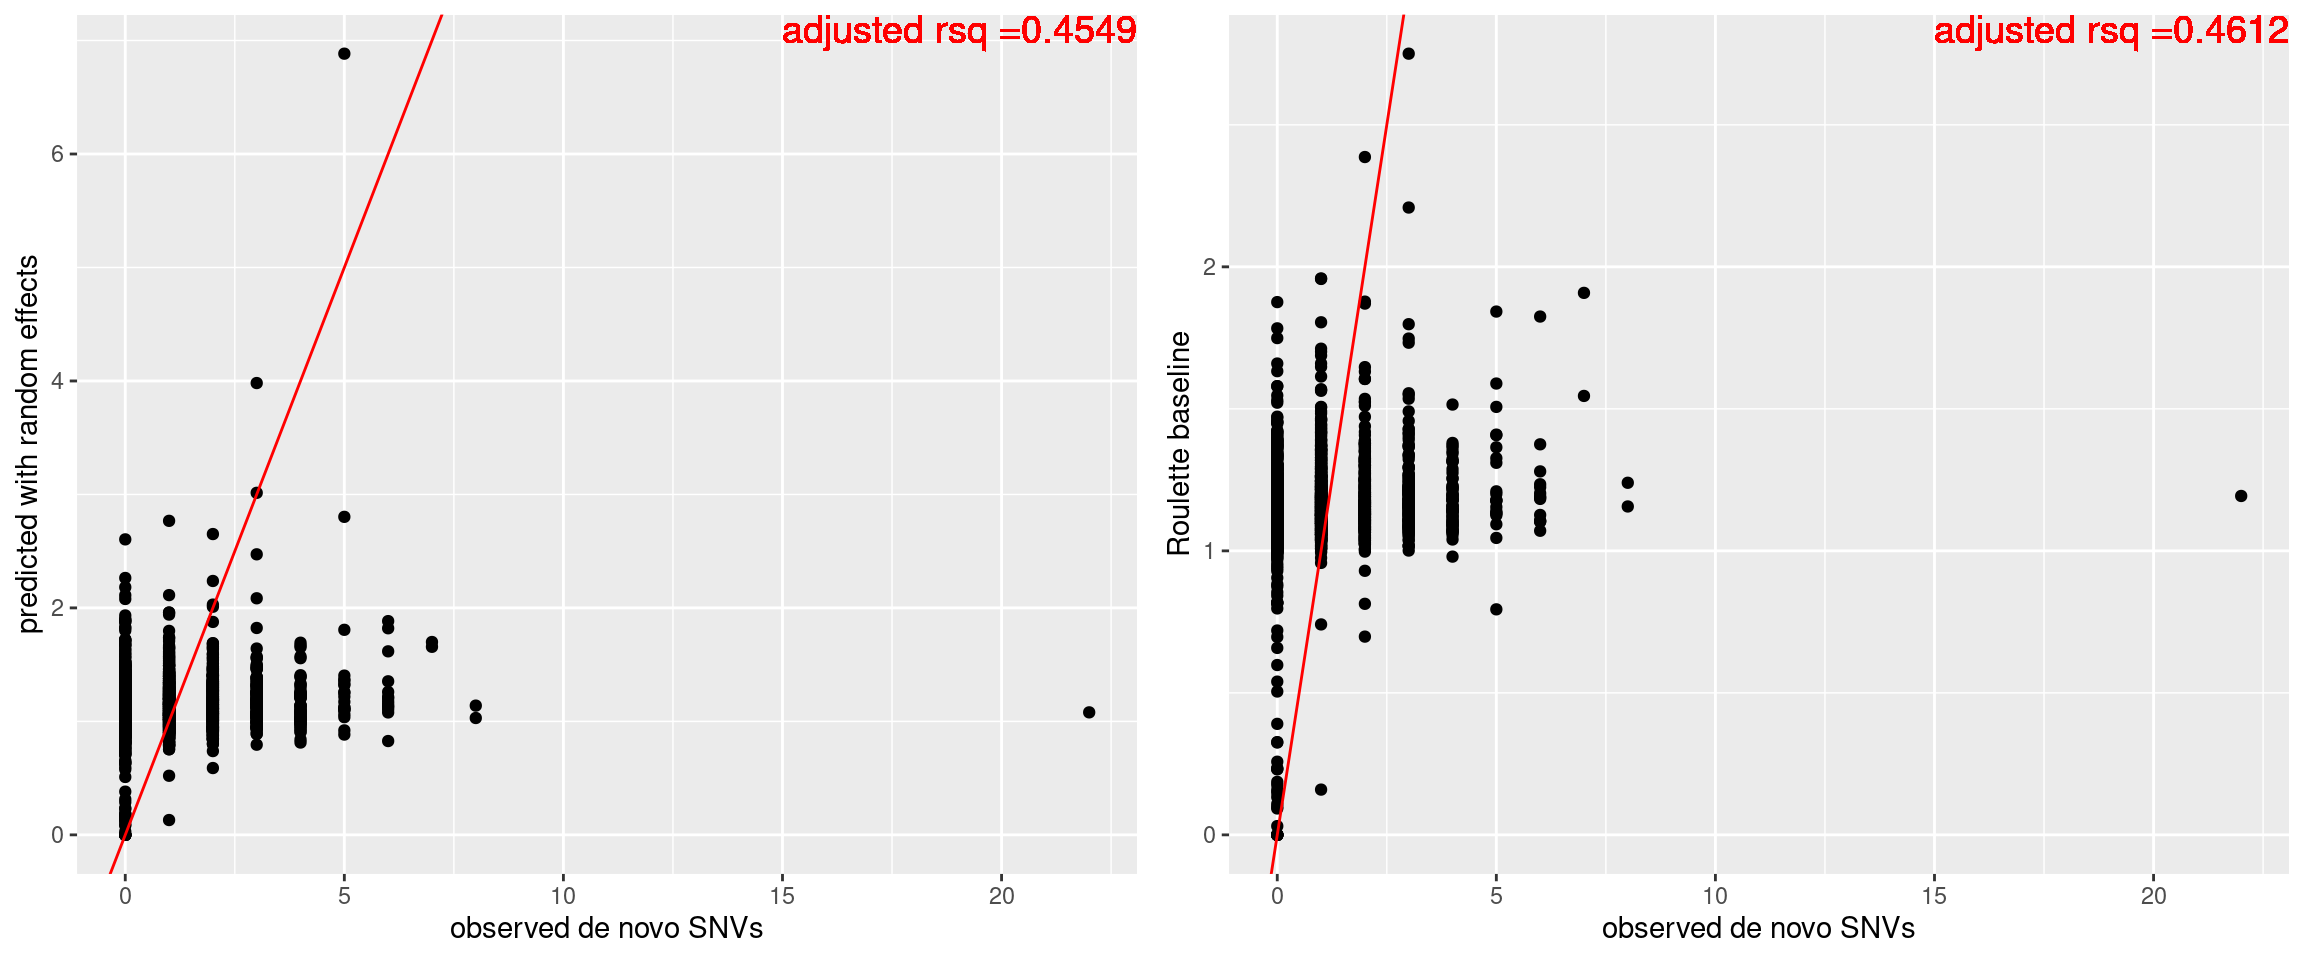 adjusted rsq =0.4549
predicted with random effects
6
4
2
0
0 5 10 15 20
observed de novo SNVs
adjusted rsq =0.4612
Roulette baseline
2
1
0
0 5 10 15 20
observed de novo SNVs